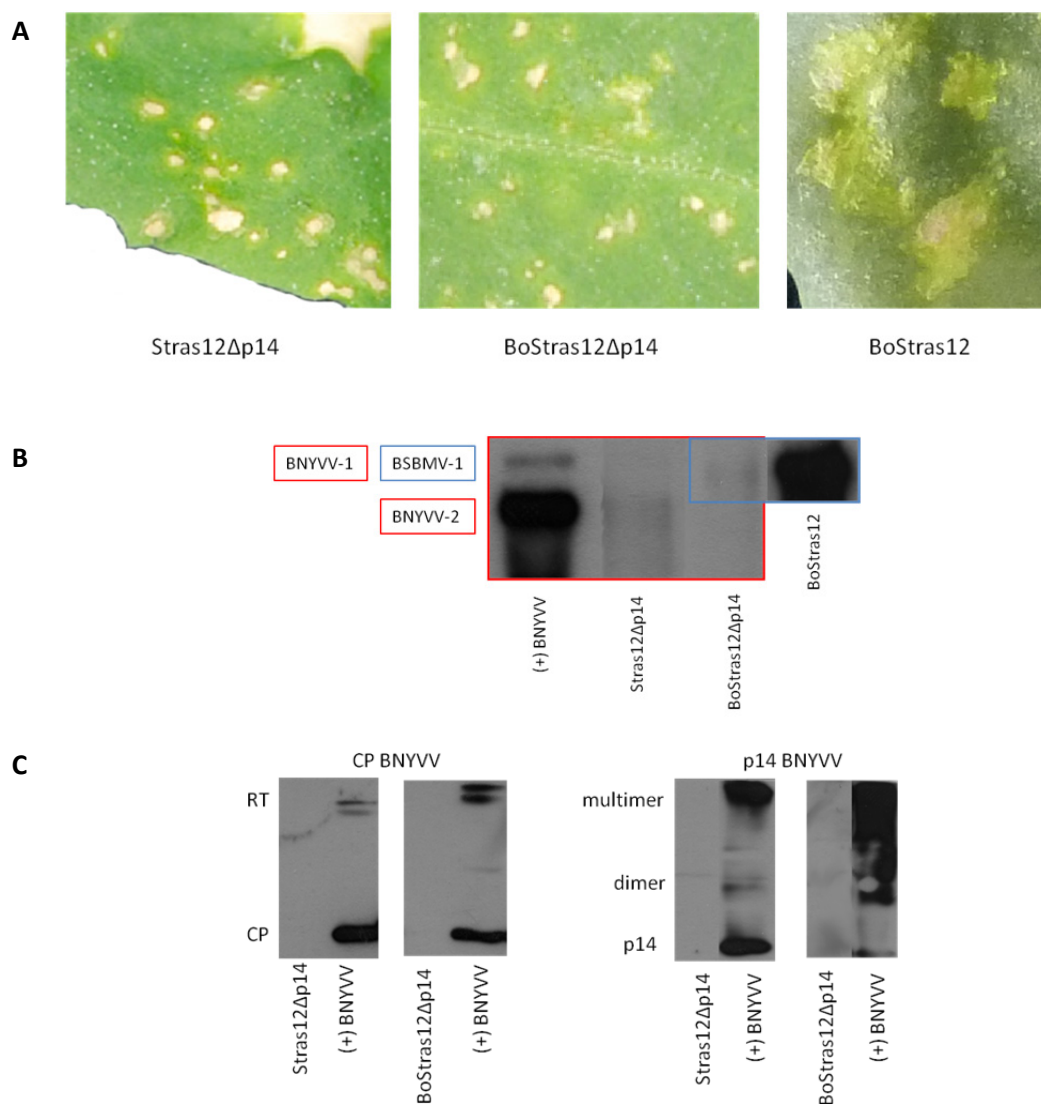 A
Stras12Δp14
BoStras12Δp14
BoStras12
B
BNYVV-1
BSBMV-1
BNYVV-2
(+) BNYVV
Stras12Δp14
BoStras12Δp14
BoStras12
C
CP BNYVV
p14 BNYVV
RT
CP
multimer
dimer
p14
Stras12Δp14
(+) BNYVV
BoStras12Δp14
(+) BNYVV
Stras12Δp14
(+) BNYVV
BoStras12Δp14
(+) BNYVV